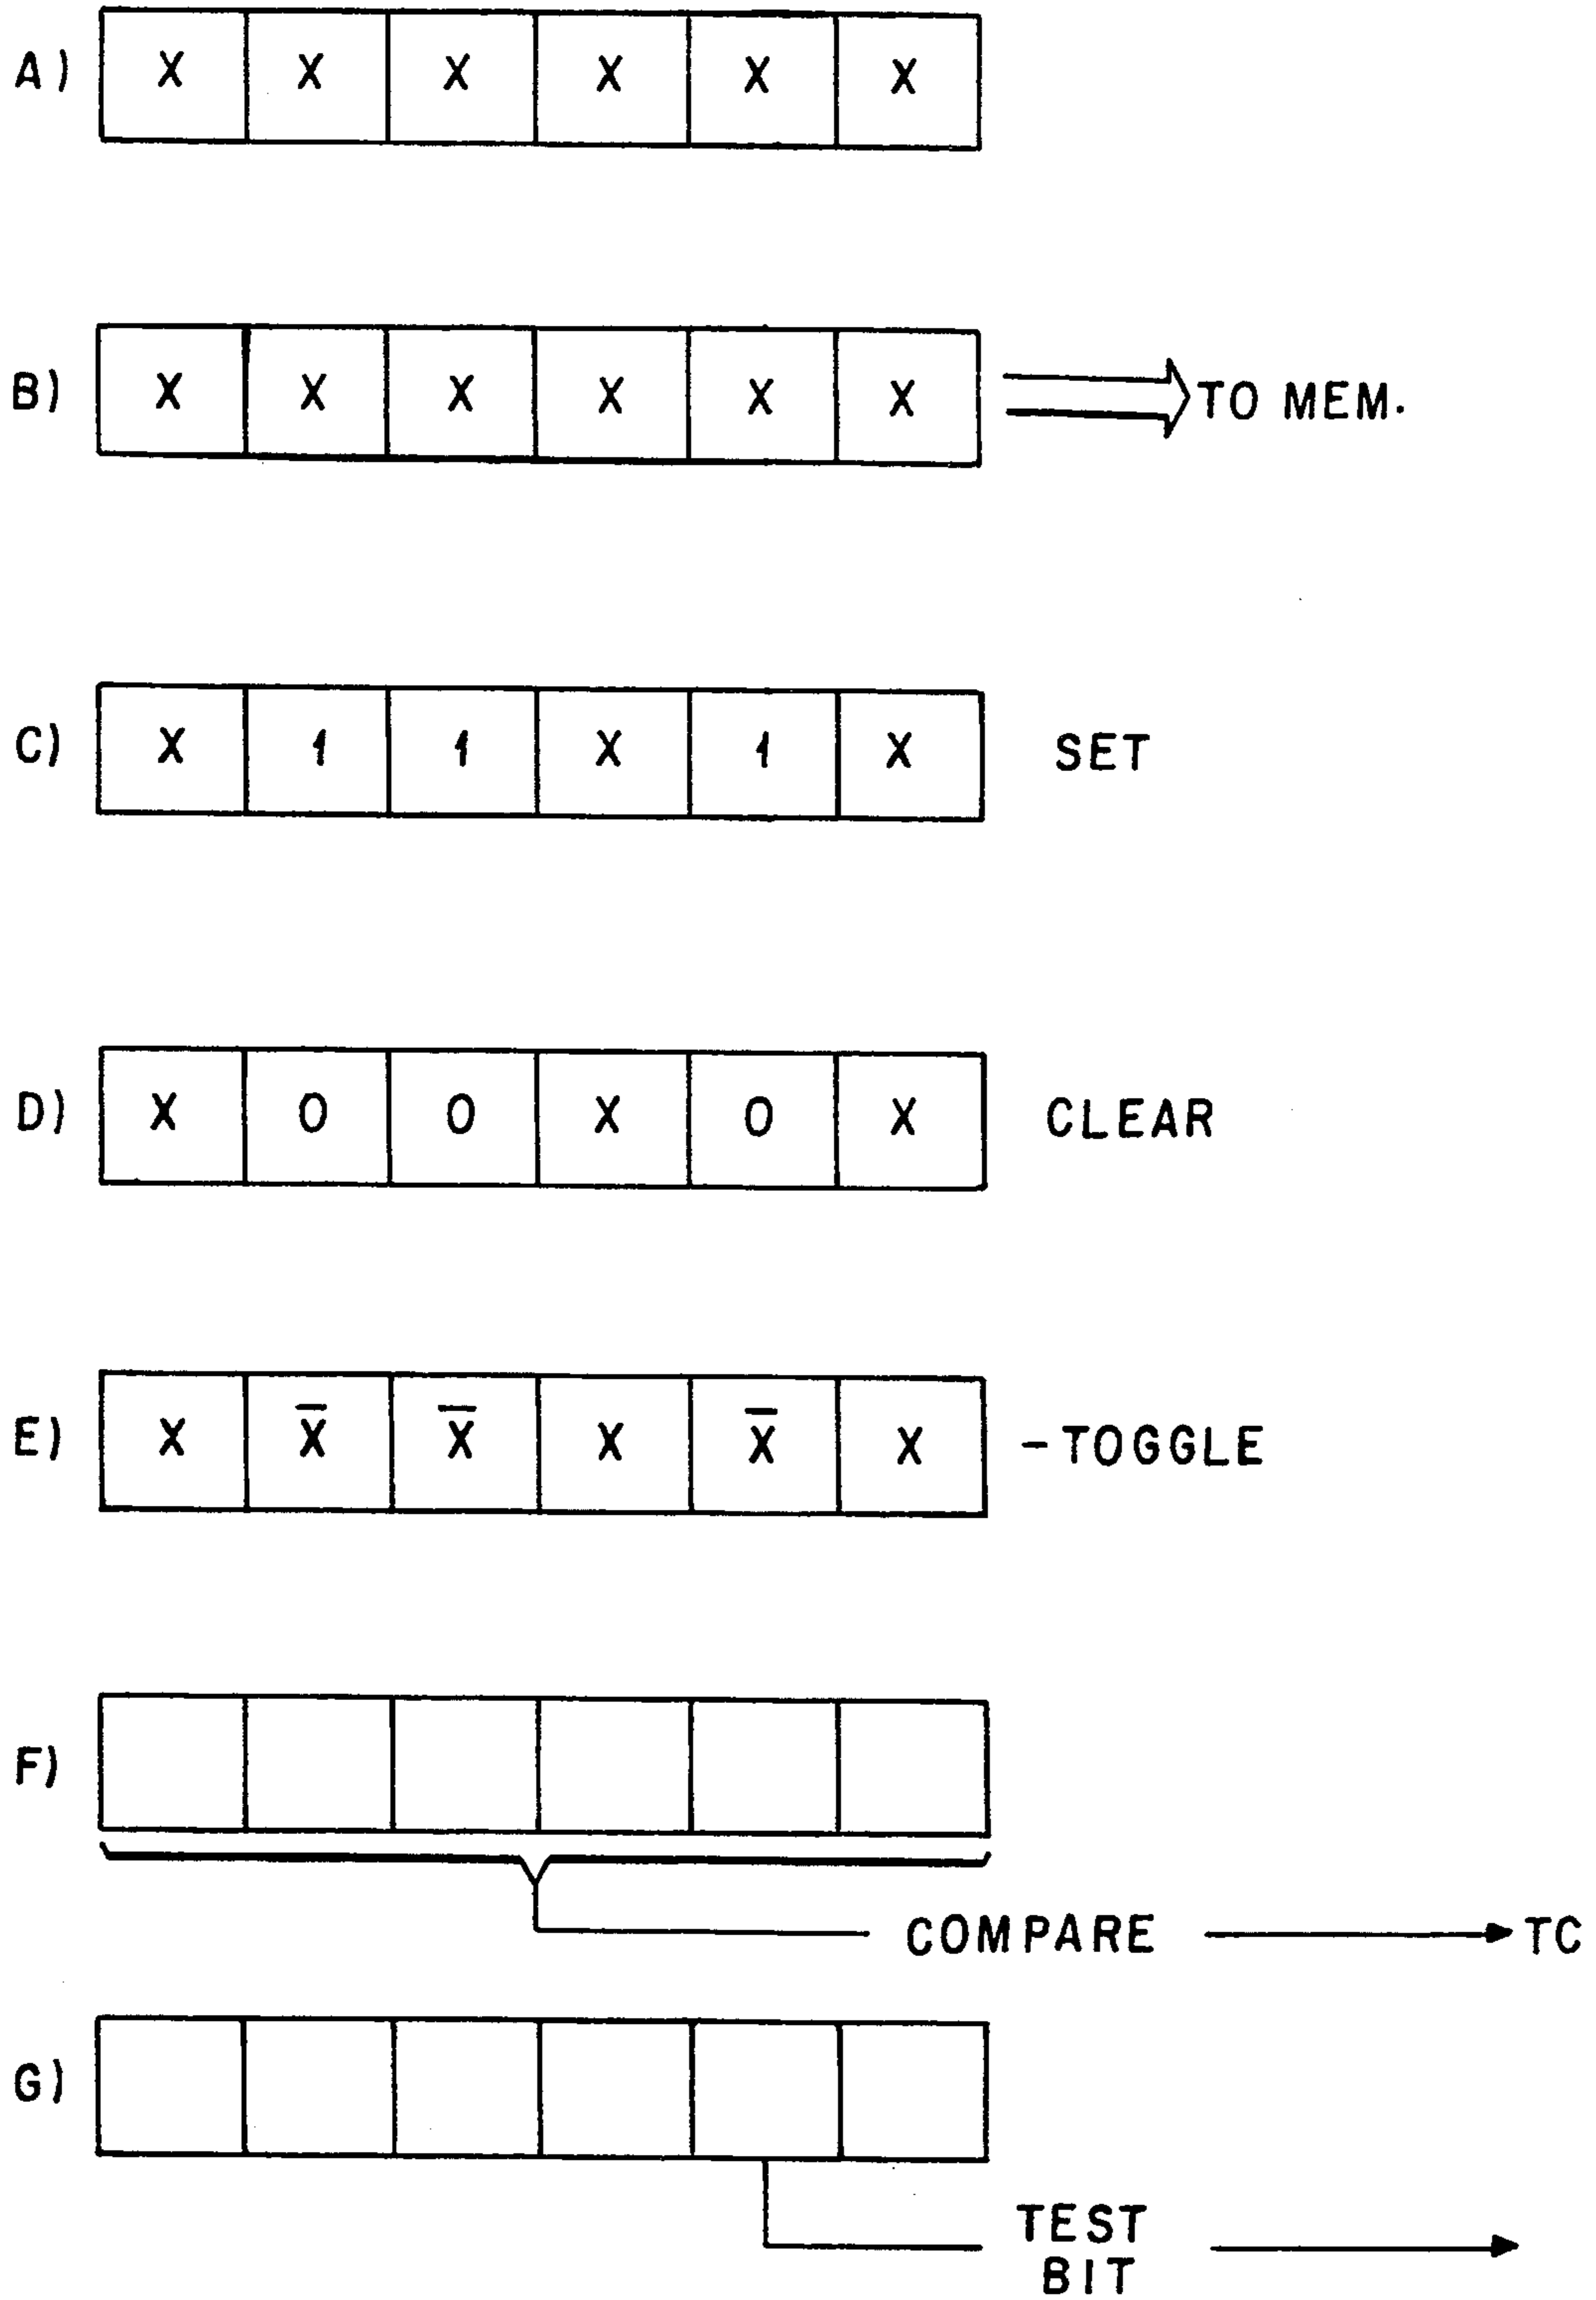 A) X X X X X X
B) X X X X X X TO MEM.
C) X 1 1 X 1 X SET
D) X 0 0 X 0 X CLEAR
E) X X̅ X̅ X X̅ X – TOGGLE
F)
COMPARE TC
G)
TEST
BIT